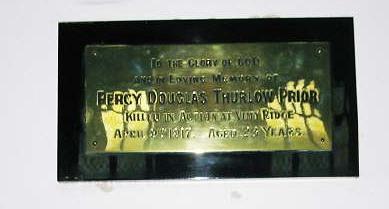 TO THE GLORY OF GOD
AND IN LOVING MEMORY OF
PERCY DOUGLAS THURLOW PRIOR
KILLED IN ACTION AT VIMY RIDGE
APRIL 9TH 1917. AGED 23 YEARS.